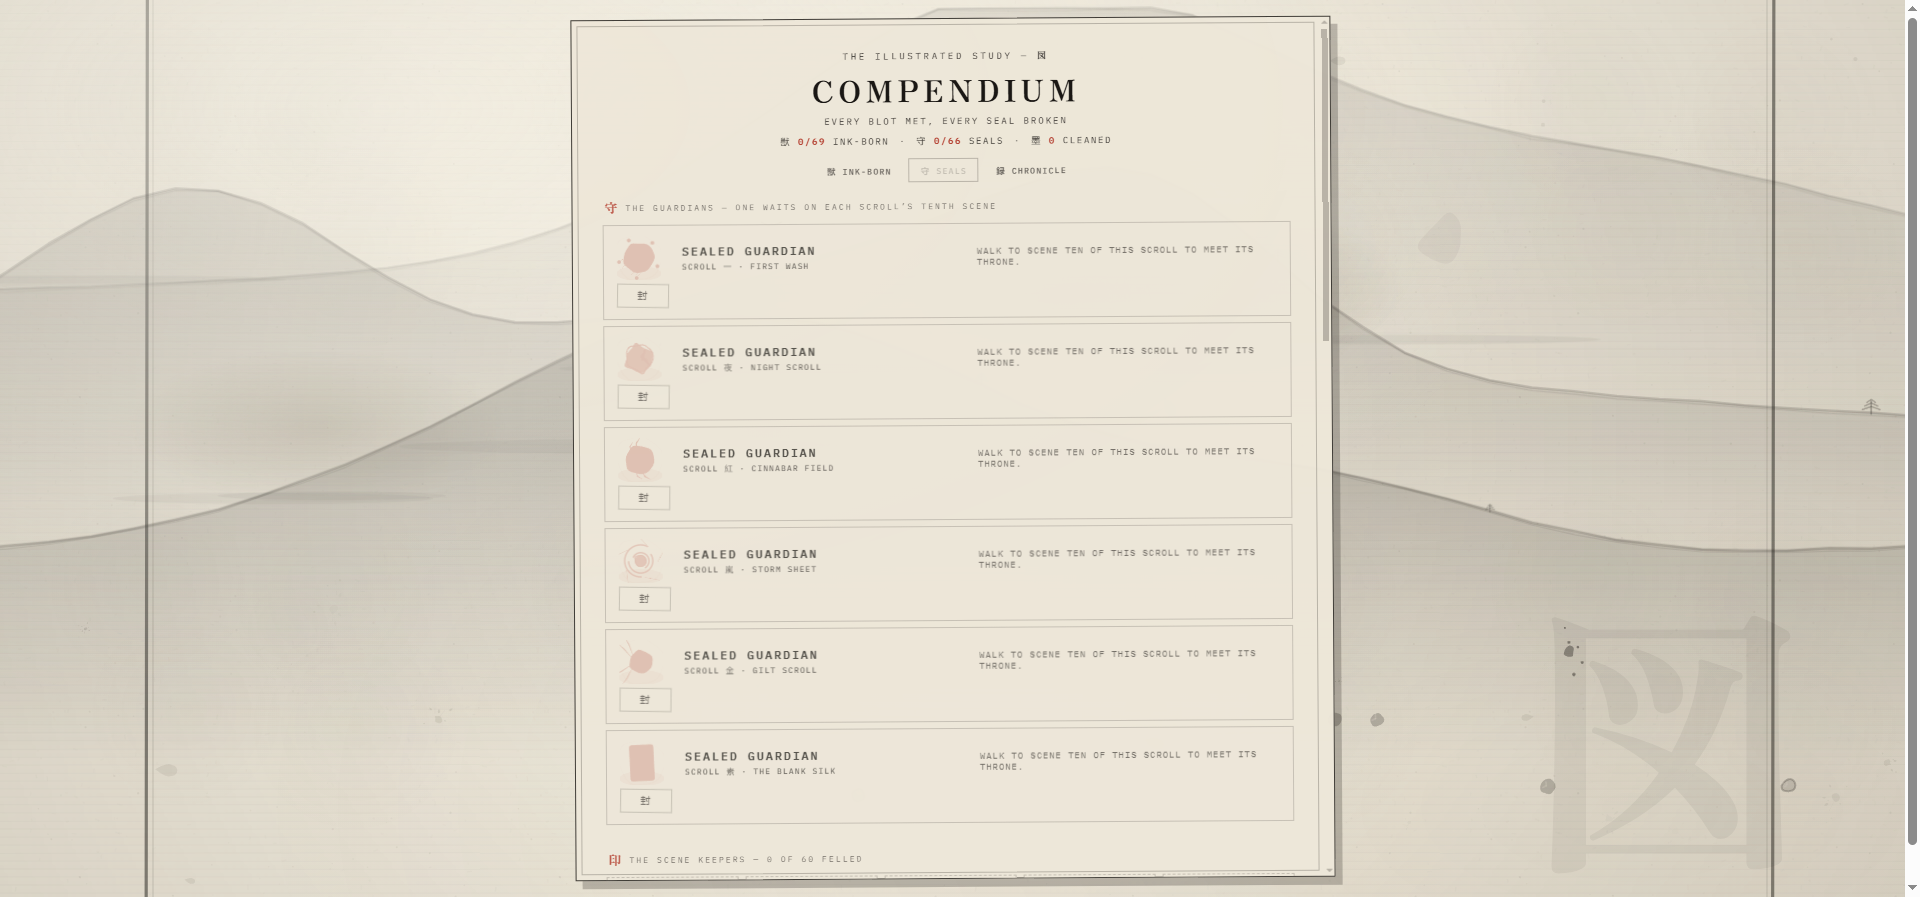 THE ILLUSTRATED STUDY — 図
COMPENDIUM
EVERY BLOT MET, EVERY SEAL BROKEN
獣 0/69 INK-BORN · 守 0/66 SEALS · 墨 0 CLEANED
獣 INK-BORN 守 SEALS 録 CHRONICLE
守 THE GUARDIANS — ONE WAITS ON EACH SCROLL'S TENTH SCENE
SEALED GUARDIAN
SCROLL 一 · FIRST WASH
WALK TO SCENE TEN OF THIS SCROLL TO MEET ITS
THRONE.
封
SEALED GUARDIAN
SCROLL 夜 · NIGHT SCROLL
WALK TO SCENE TEN OF THIS SCROLL TO MEET ITS
THRONE.
封
SEALED GUARDIAN
SCROLL 紅 · CINNABAR FIELD
WALK TO SCENE TEN OF THIS SCROLL TO MEET ITS
THRONE.
封
SEALED GUARDIAN
SCROLL 嵐 · STORM SHEET
WALK TO SCENE TEN OF THIS SCROLL TO MEET ITS
THRONE.
封
SEALED GUARDIAN
SCROLL 金 · GILT SCROLL
WALK TO SCENE TEN OF THIS SCROLL TO MEET ITS
THRONE.
封
SEALED GUARDIAN
SCROLL 素 · THE BLANK SILK
WALK TO SCENE TEN OF THIS SCROLL TO MEET ITS
THRONE.
封
印 THE SCENE KEEPERS — 0 OF 60 FELLED
図